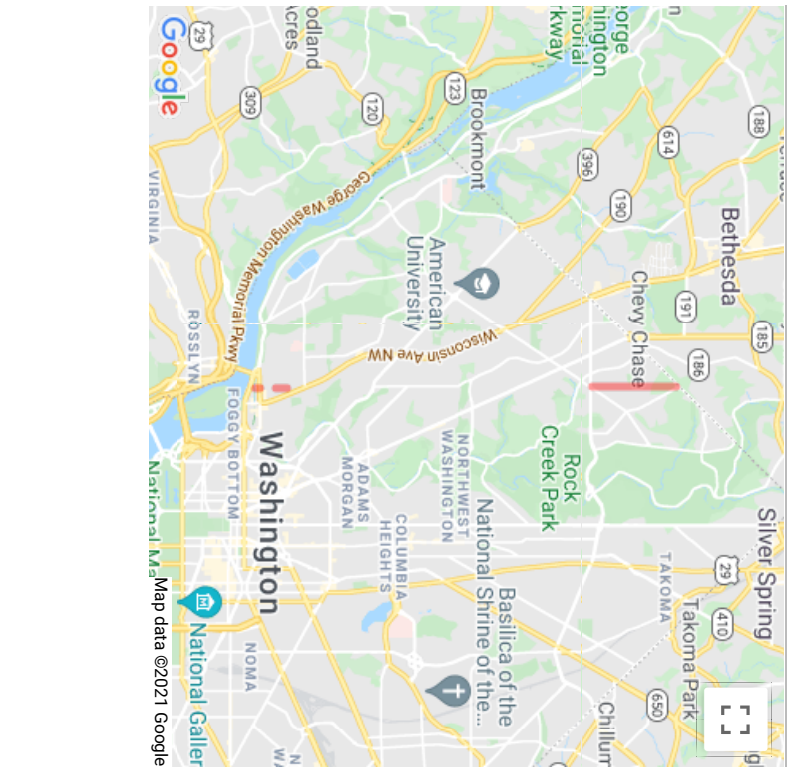 Silver Spring
185
188
Bethesda
29
410
186
191
Takoma Park
614
TAKOMA
650
Chevy Chase
190
Chillum
396
Rock
Creek Park
Basilica of the
National Shrine of the...
Brookmont
NORTHWEST
WASHINGTON
123
American
University
Wisconsin Ave NW
COLUMBIA
HEIGHTS
120
ADAMS
MORGAN
George Washington Memorial Pkwy
309
Washington
NOMA
FOGGY BOTTOM
29
ROSSLYN
National Galler
VIRGINIA
National Ma
Google
Map data ©2021 Google